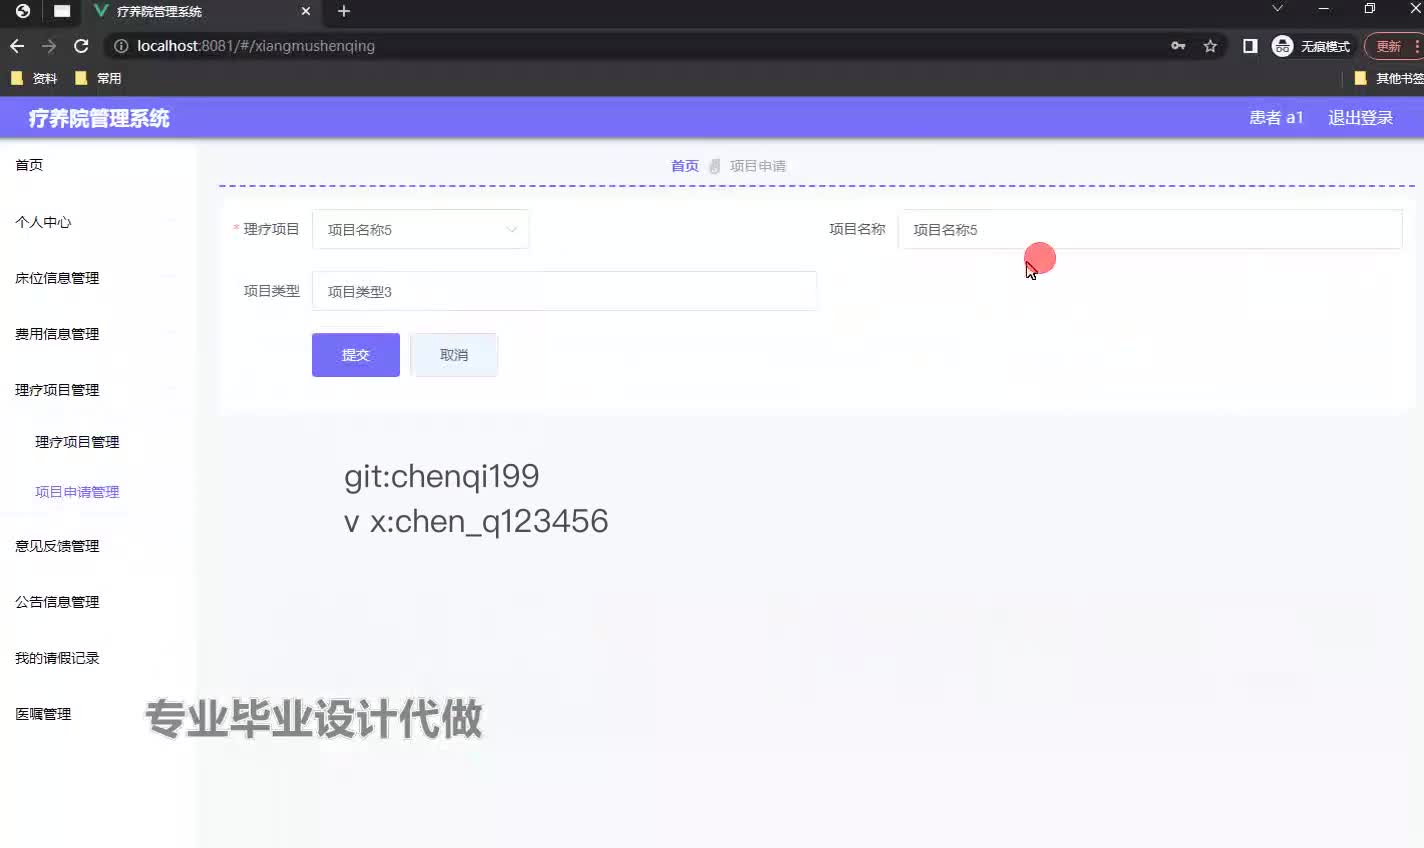 疗养院管理系统
localhost:8081/#/xiangmushenqing
无痕模式
更新
资料
常用
其他书签
疗养院管理系统
患者 a1
退出登录
首页
首页
项目申请
个人中心
* 理疗项目
项目名称5
项目名称
项目名称5
床位信息管理
项目类型
项目类型3
费用信息管理
提交
取消
理疗项目管理
理疗项目管理
git:chenqi199
项目申请管理
v x:chen_q123456
意见反馈管理
公告信息管理
我的请假记录
医嘱管理
专业毕业设计代做